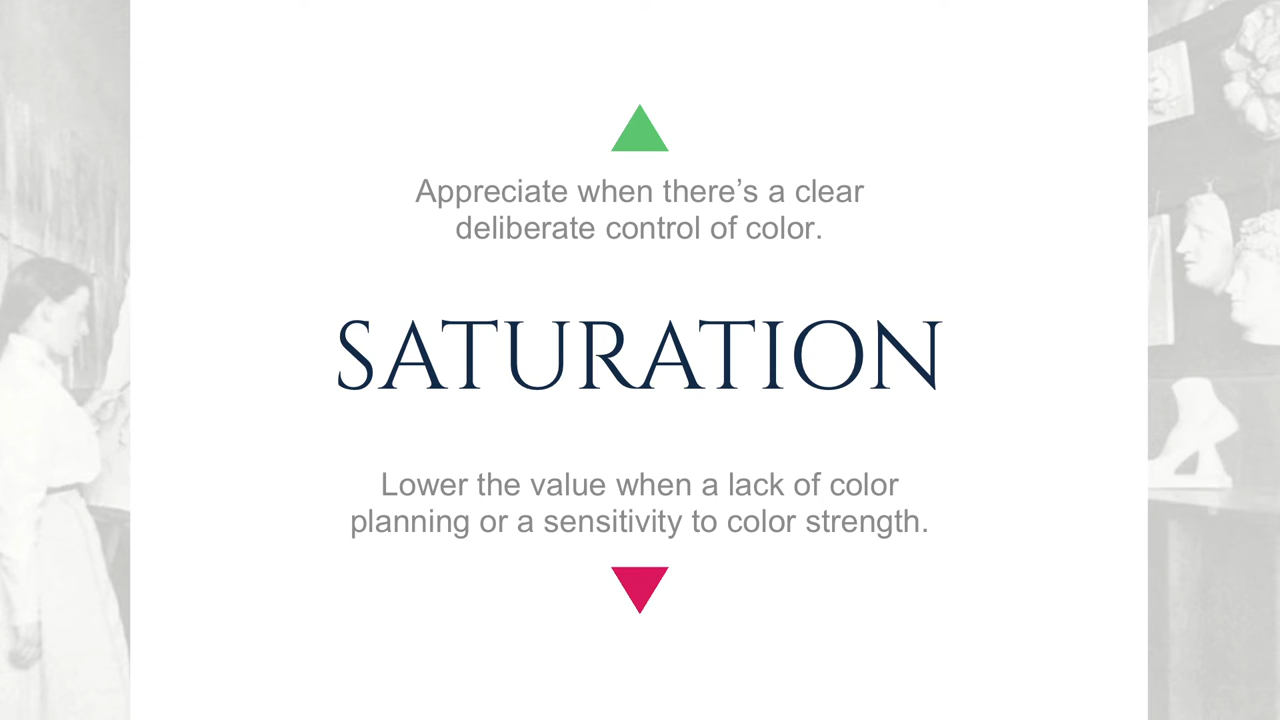 Appreciate when there’s a clear
deliberate control of color.
SATURATION
Lower the value when a lack of color
planning or a sensitivity to color strength.